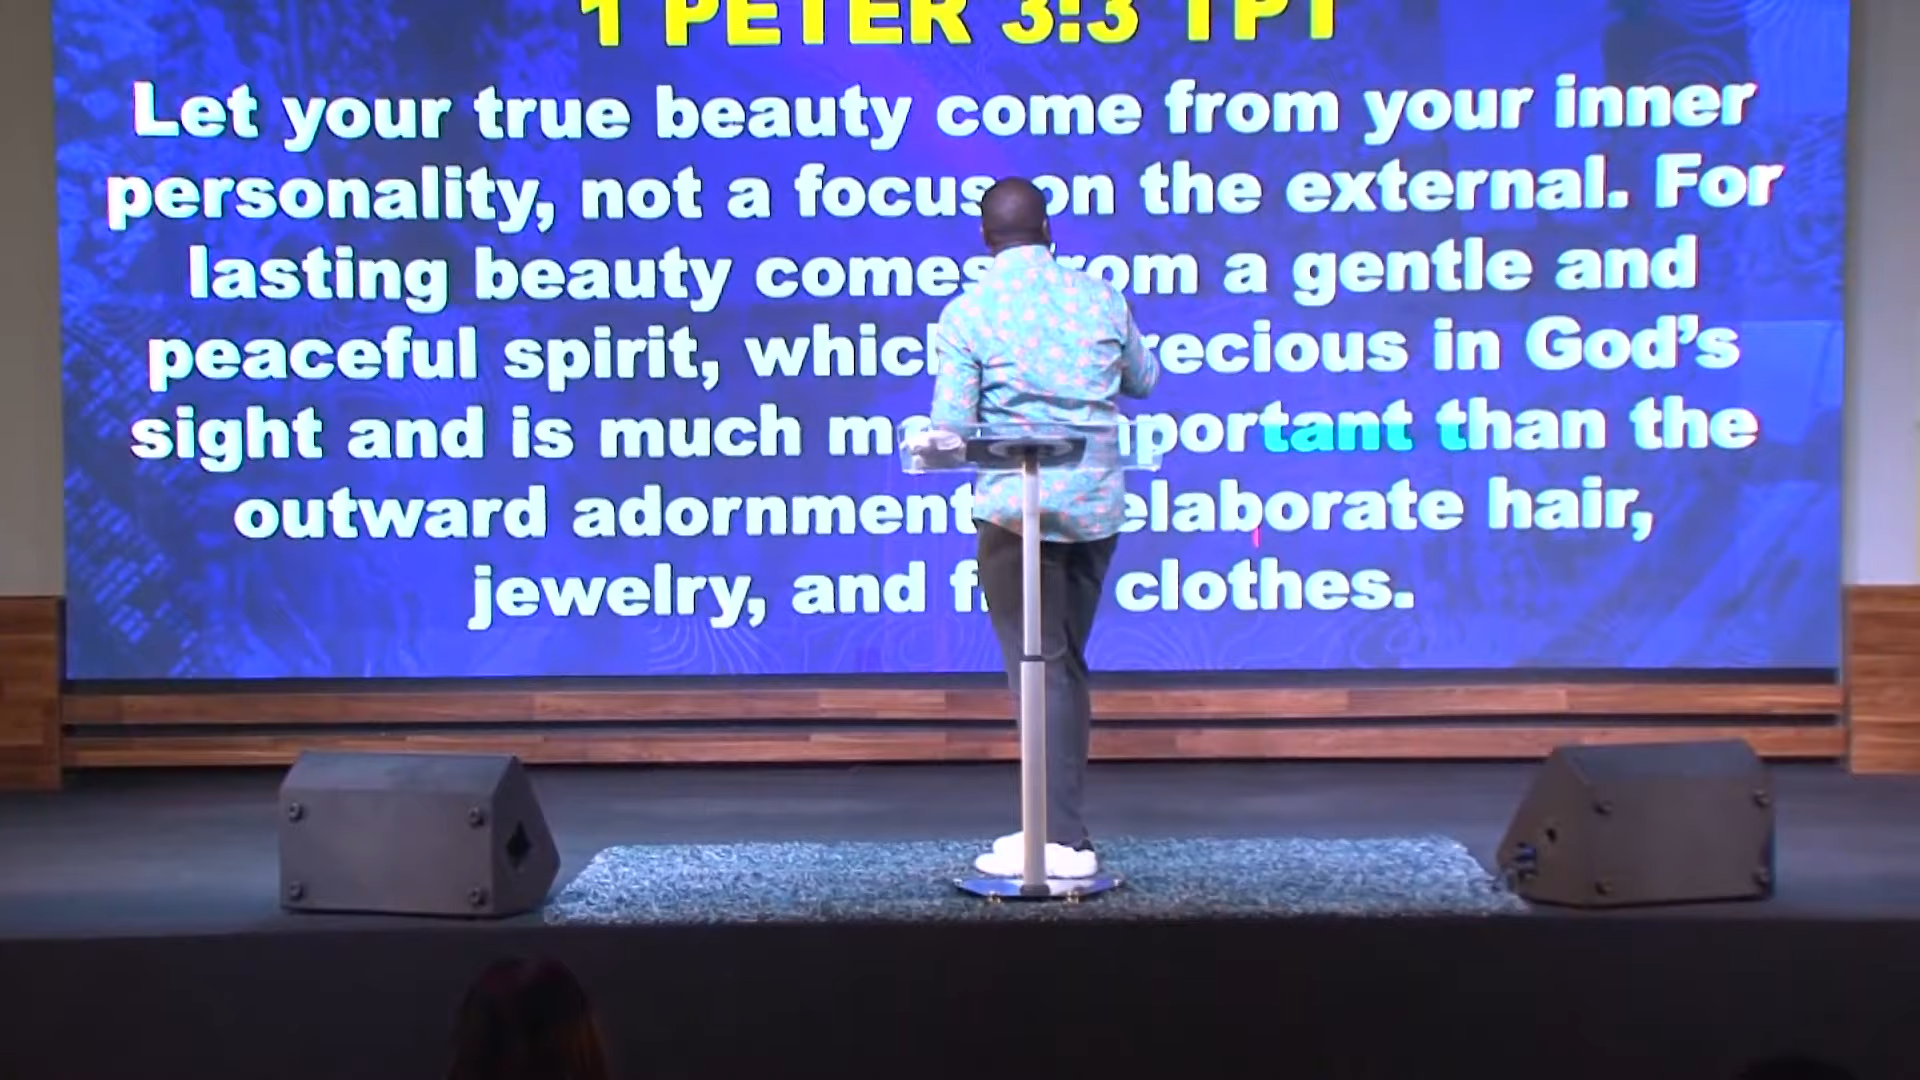 1 PETER 3:3 TPT
Let your true beauty come from your inner
personality, not a focus on the external. For
lasting beauty comes from a gentle and
peaceful spirit, which precious in God’s
sight and is much important than the
outward adornment elaborate hair,
jewelry, and clothes.